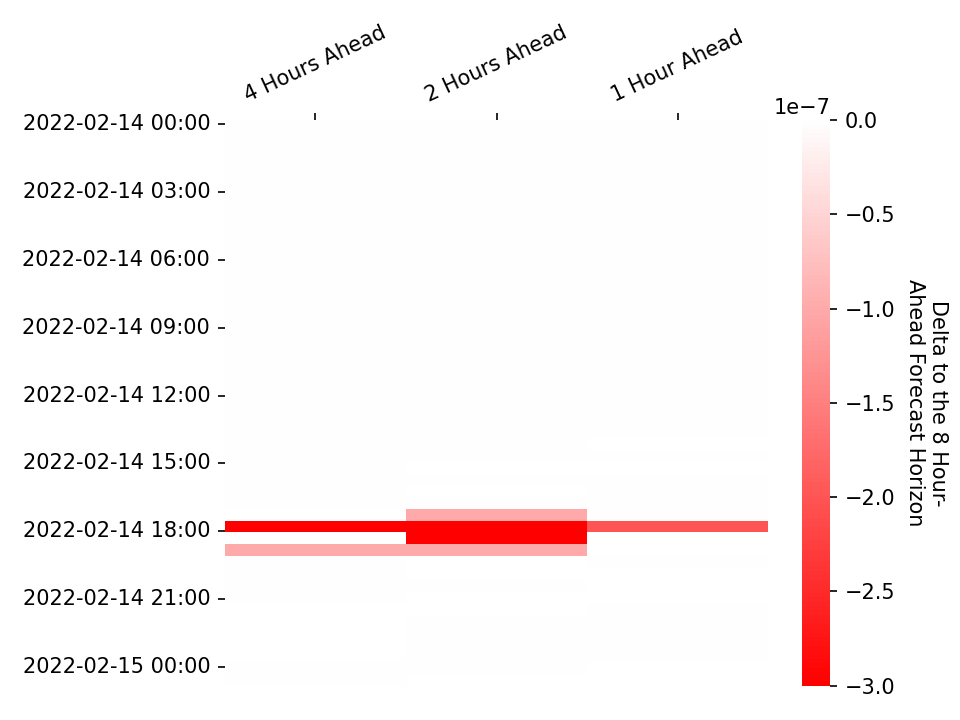 4 Hours Ahead
2 Hours Ahead
1 Hour Ahead
2022-02-14 00:00
2022-02-14 03:00
2022-02-14 06:00
2022-02-14 09:00
2022-02-14 12:00
2022-02-14 15:00
2022-02-14 18:00
2022-02-14 21:00
2022-02-15 00:00
1e−7
0.0
−0.5
−1.0
−1.5
−2.0
−2.5
−3.0
Delta to the 8 Hour-
Ahead Forecast Horizon